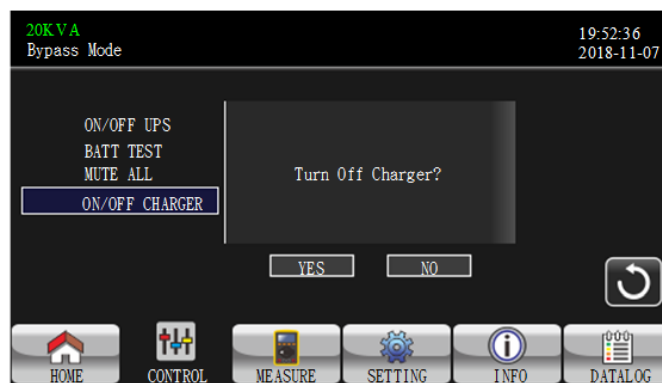 20KVA
19:52:36
Bypass Mode
2018-11-07
ON/OFF UPS
BATT TEST
MUTE ALL
ON/OFF CHARGER
Turn Off Charger?
YES
NO
HOME
CONTROL
MEASURE
SETTING
INFO
DATALOG